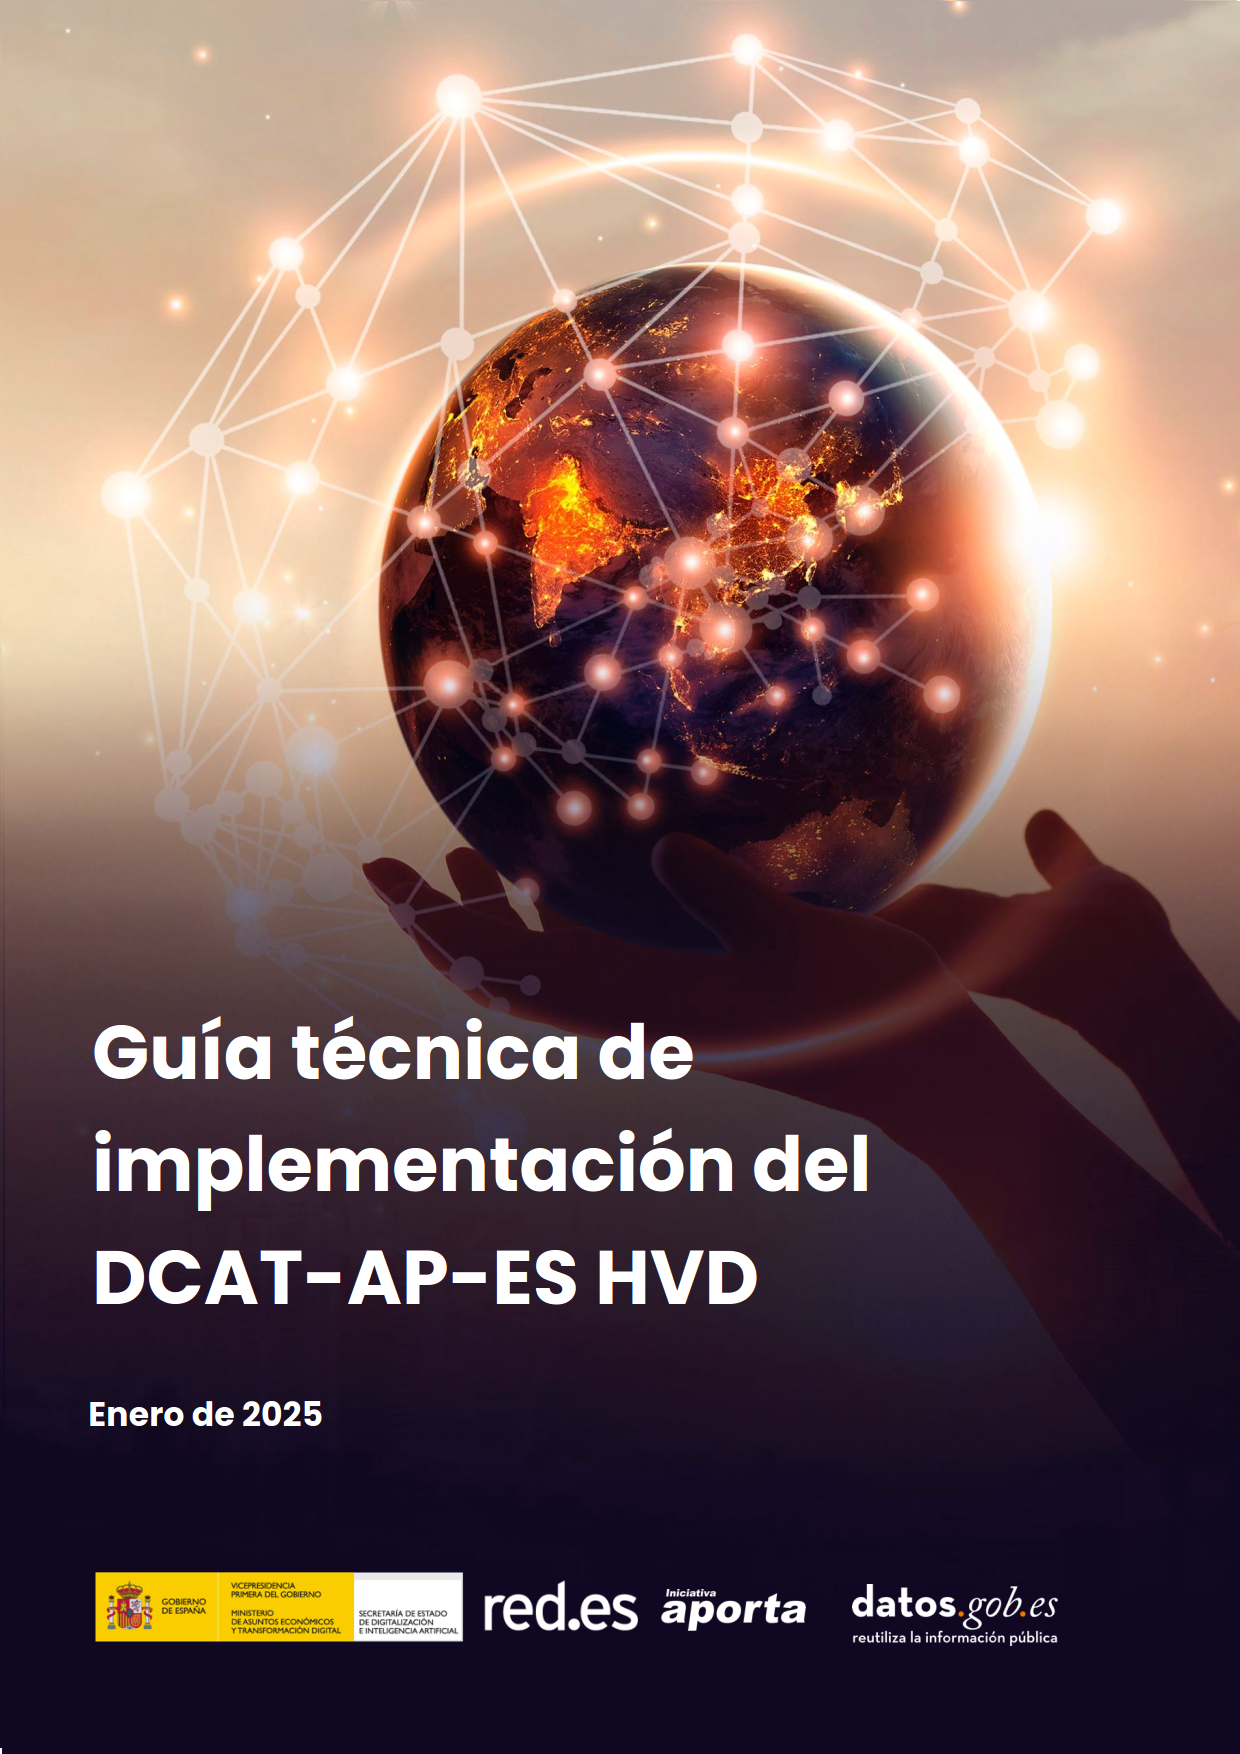 Guía técnica de
implementación del
DCAT-AP-ES HVD
Enero de 2025
GOBIERNO
DE ESPAÑA
VICEPRESIDENCIA
PRIMERA DEL GOBIERNO
MINISTERIO
DE ASUNTOS ECONÓMICOS
Y TRANSFORMACIÓN DIGITAL
SECRETARÍA DE ESTADO
DE DIGITALIZACIÓN
E INTELIGENCIA ARTIFICIAL
red.es
Iniciativa
aporta
datos.gob.es
reutiliza la información pública